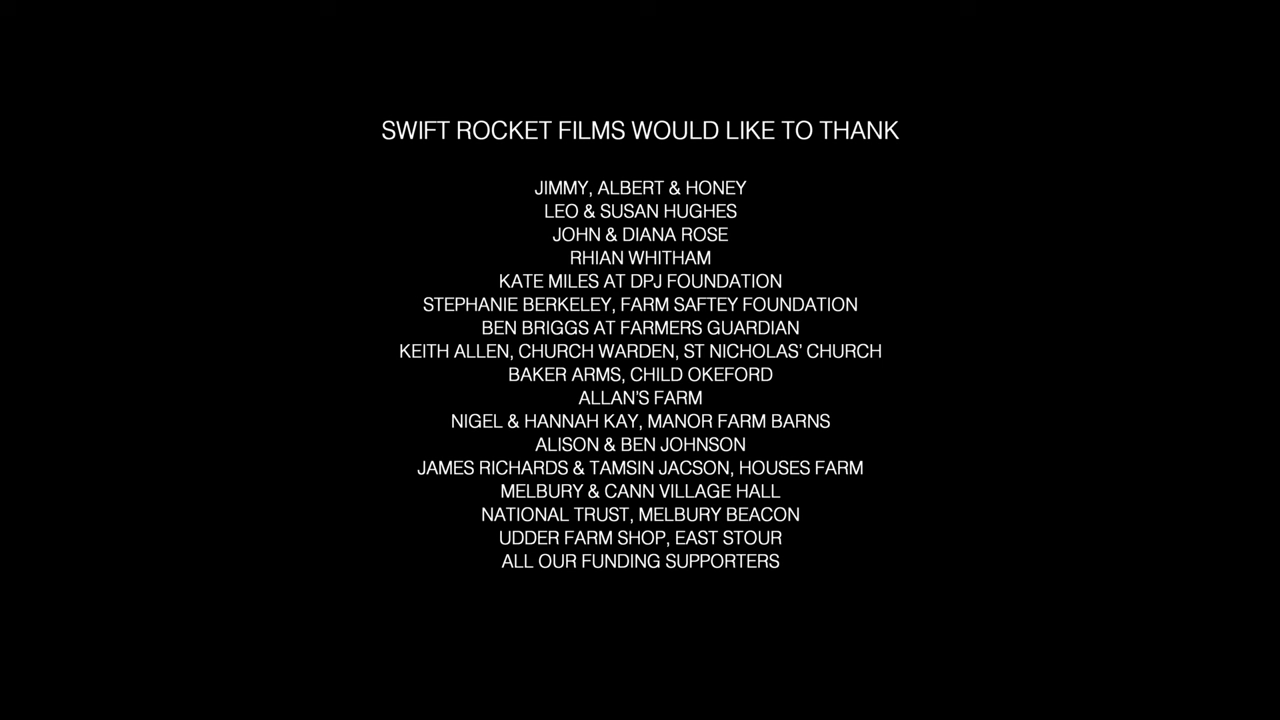 SWIFT ROCKET FILMS WOULD LIKE TO THANK
JIMMY, ALBERT & HONEY
LEO & SUSAN HUGHES
JOHN & DIANA ROSE
RHIAN WHITHAM
KATE MILES AT DPJ FOUNDATION
STEPHANIE BERKELEY, FARM SAFTEY FOUNDATION
BEN BRIGGS AT FARMERS GUARDIAN
KEITH ALLEN, CHURCH WARDEN, ST NICHOLAS’ CHURCH
BAKER ARMS, CHILD OKEFORD
ALLAN’S FARM
NIGEL & HANNAH KAY, MANOR FARM BARNS
ALISON & BEN JOHNSON
JAMES RICHARDS & TAMSIN JACSON, HOUSES FARM
MELBURY & CANN VILLAGE HALL
NATIONAL TRUST, MELBURY BEACON
UDDER FARM SHOP, EAST STOUR
ALL OUR FUNDING SUPPORTERS